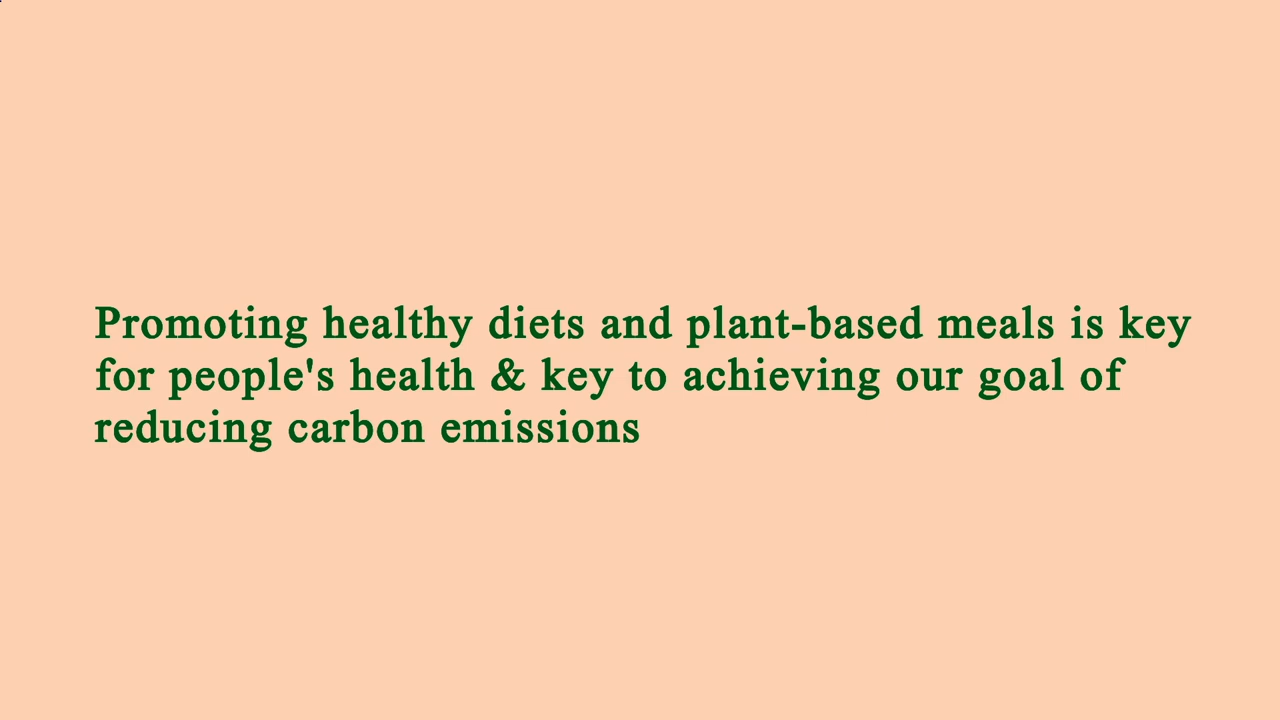 Promoting healthy diets and plant-based meals is key
for people's health & key to achieving our goal of
reducing carbon emissions